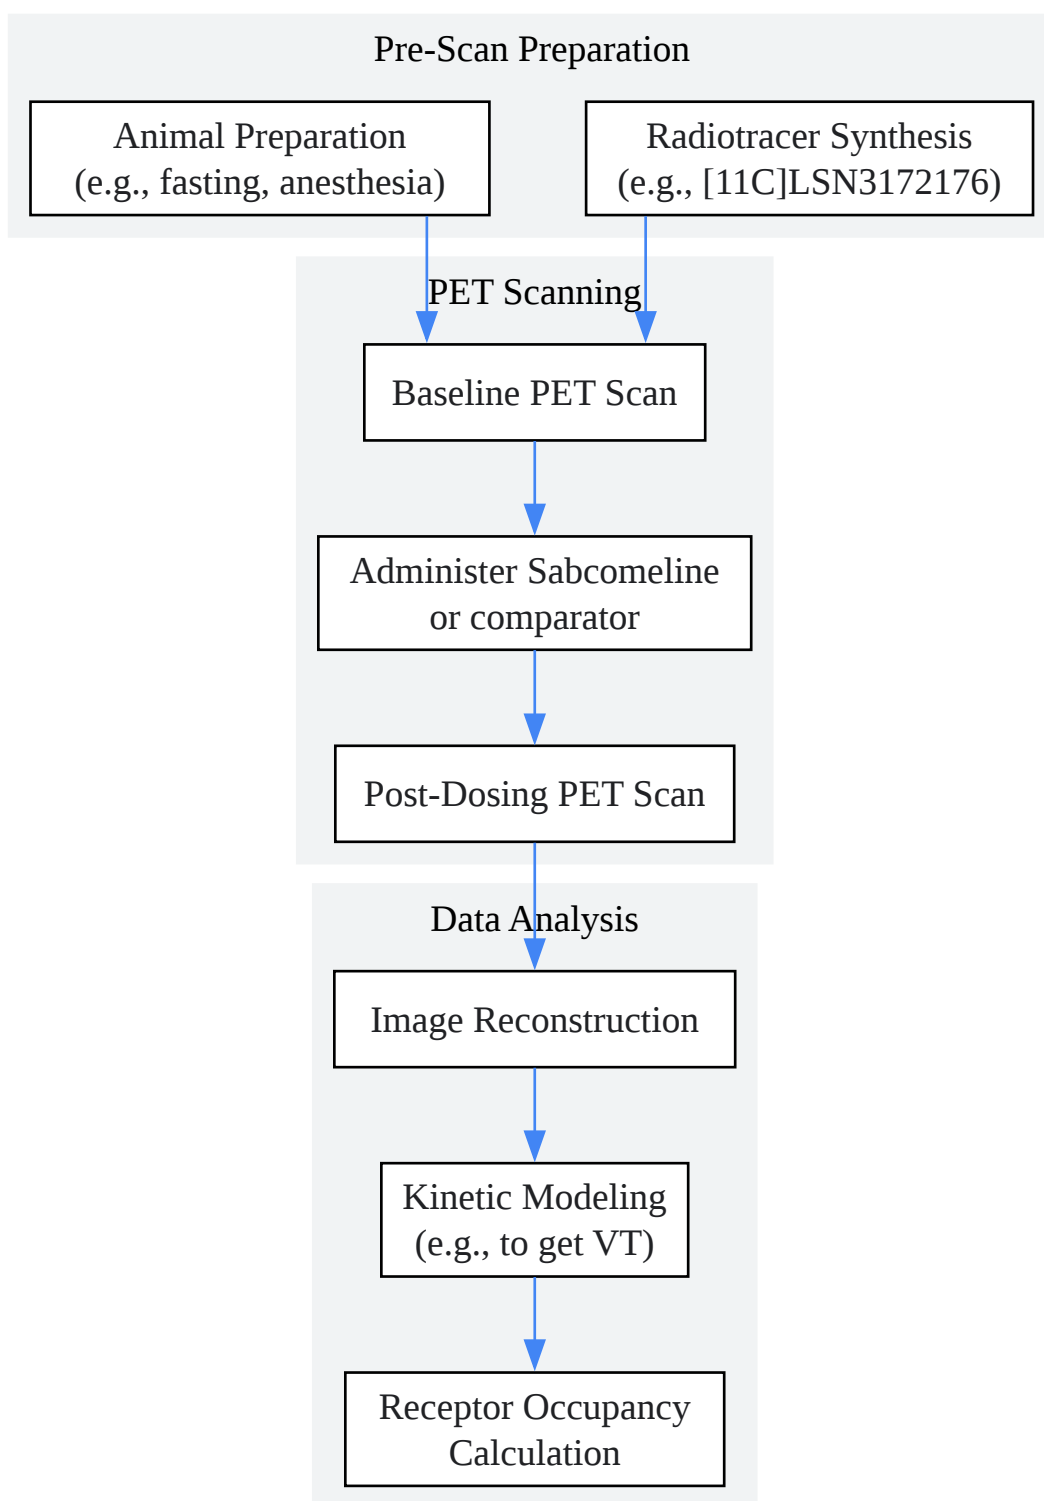 Pre-Scan Preparation
Animal Preparation
(e.g., fasting, anesthesia)
Radiotracer Synthesis
(e.g., [11C]LSN3172176)
PET Scanning
Baseline PET Scan
Administer Sabcomeline
or comparator
Post-Dosing PET Scan
Data Analysis
Image Reconstruction
Kinetic Modeling
(e.g., to get VT)
Receptor Occupancy
Calculation